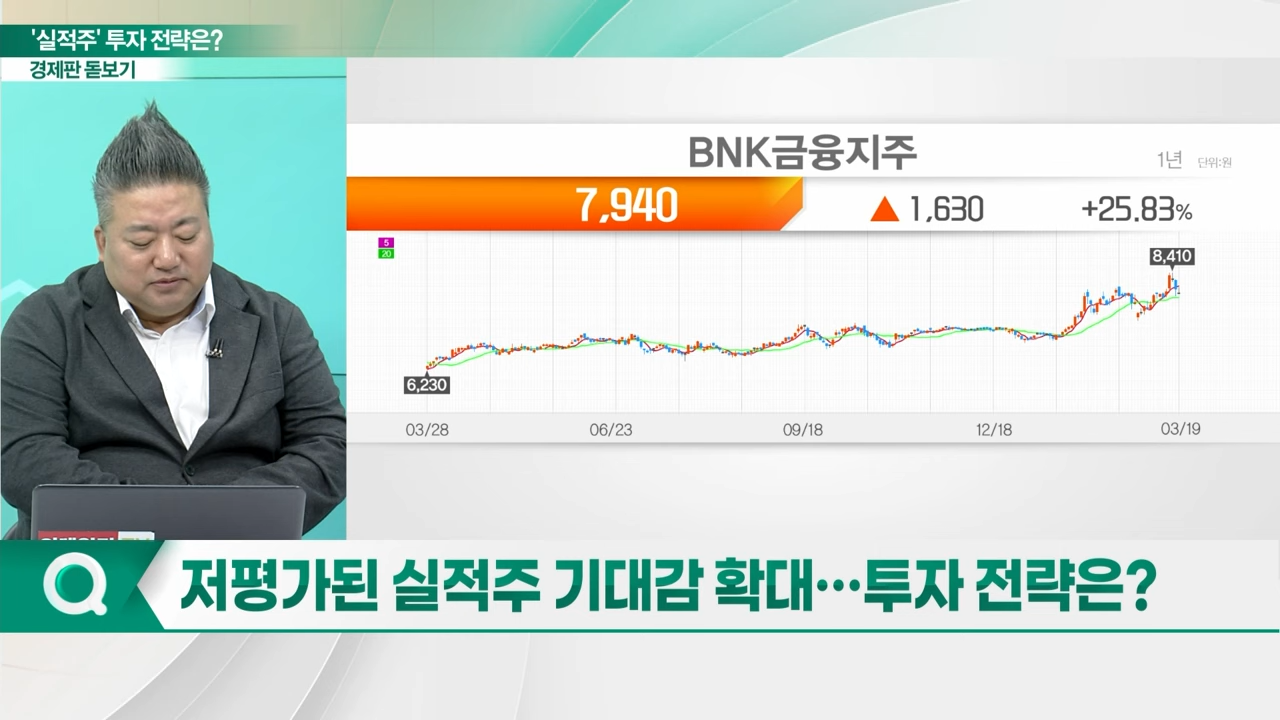 '실적주' 투자 전략은?
경제판 돋보기
BNK금융지주
1년 단위:원
7,940 ▲ 1,630 +25.83%
5
20
8,410
6,230
03/28 06/23 09/18 12/18 03/19
저평가된 실적주 기대감 확대…투자 전략은?